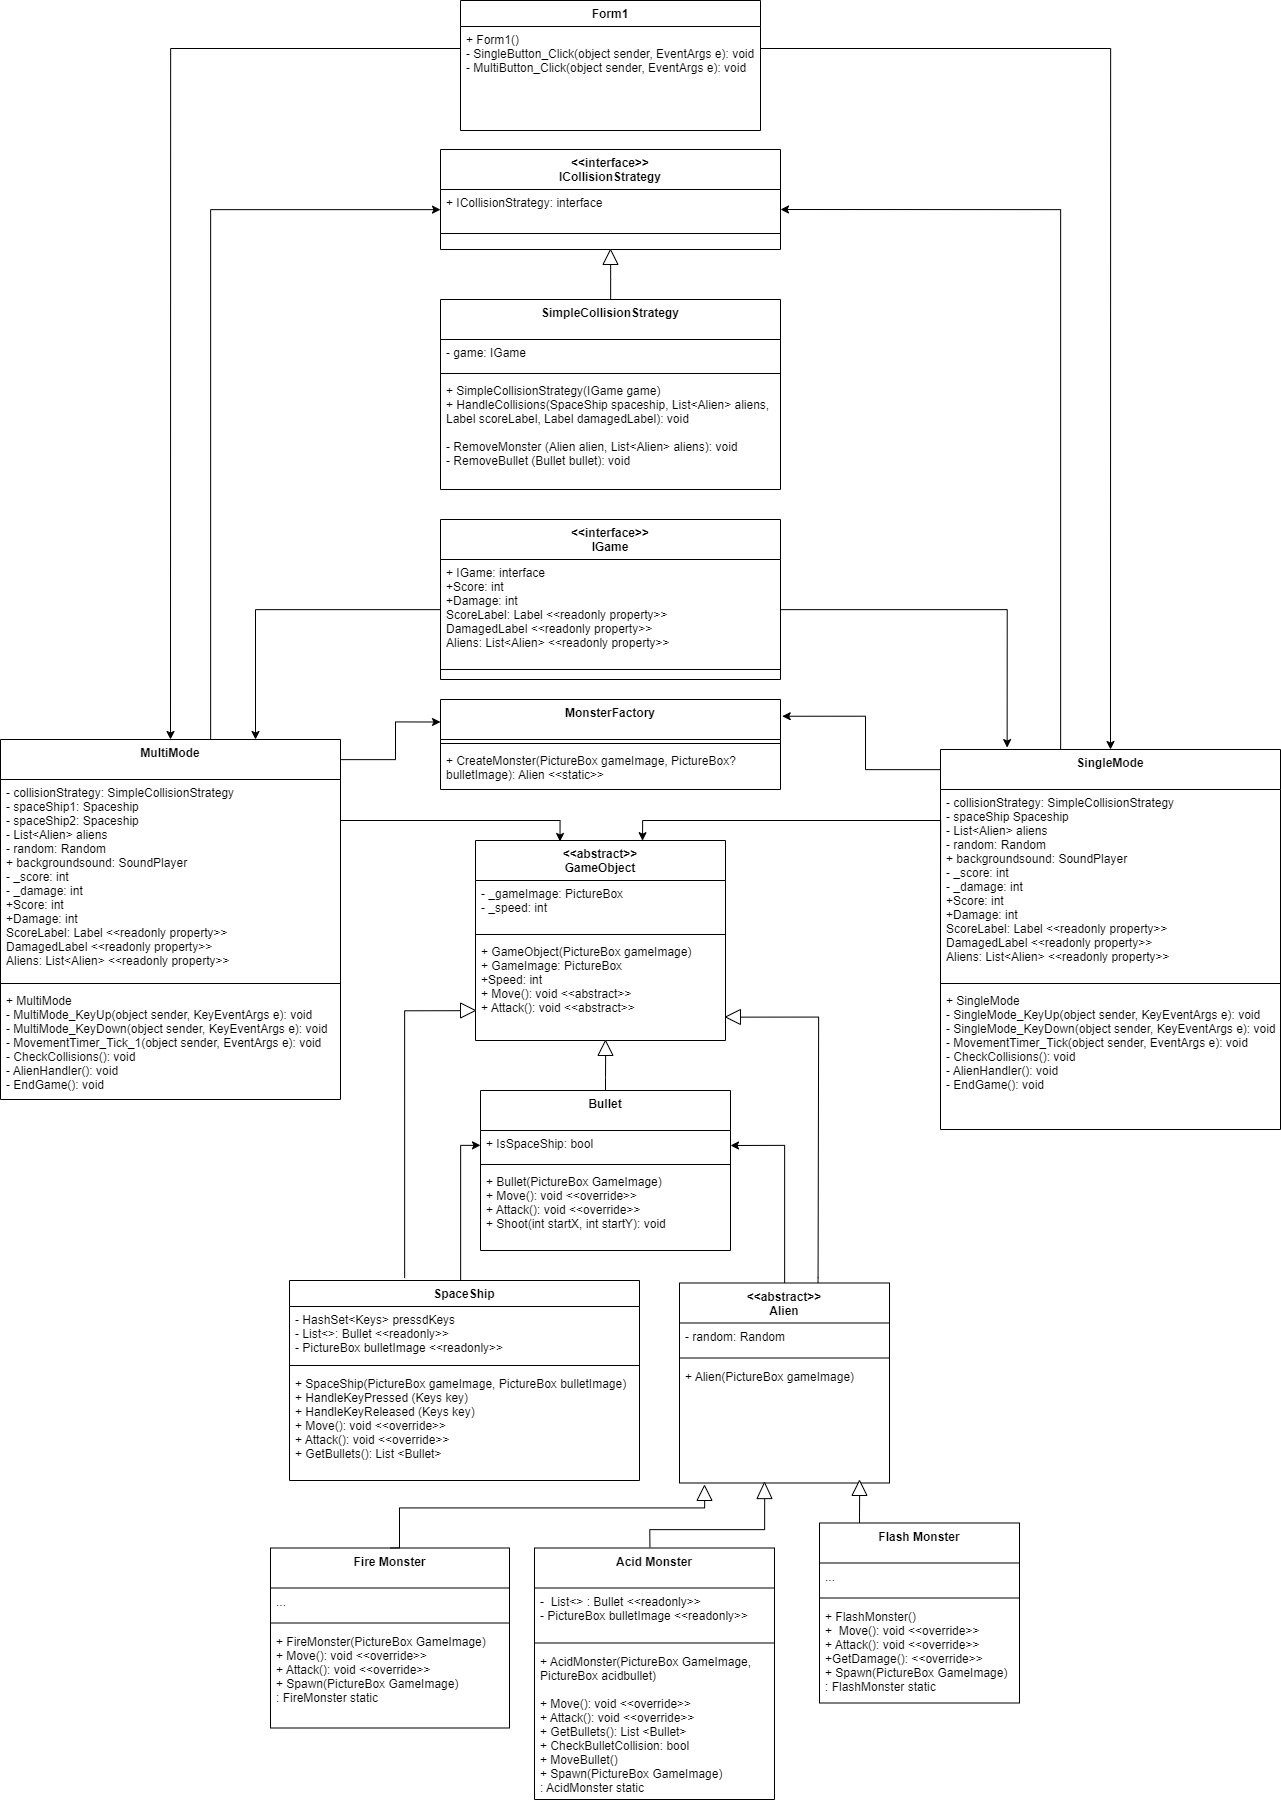 Form1
+ Form1()
- SingleButton_Click(object sender, EventArgs e): void
- MultiButton_Click(object sender, EventArgs e): void
<<interface>>
ICollisionStrategy
+ ICollisionStrategy: interface
SimpleCollisionStrategy
- game: IGame
+ SimpleCollisionStrategy(IGame game)
+ HandleCollisions(SpaceShip spaceship, List<Alien> aliens,
Label scoreLabel, Label damagedLabel): void
- RemoveMonster (Alien alien, List<Alien> aliens): void
- RemoveBullet (Bullet bullet): void
<<interface>>
IGame
+ IGame: interface
+Score: int
+Damage: int
ScoreLabel: Label <<readonly property>>
DamagedLabel <<readonly property>>
Aliens: List<Alien> <<readonly property>>
MonsterFactory
+ CreateMonster(PictureBox gameImage, PictureBox?
bulletImage): Alien <<static>>
MultiMode
- collisionStrategy: SimpleCollisionStrategy
- spaceShip1: Spaceship
- spaceShip2: Spaceship
- List<Alien> aliens
- random: Random
+ backgroundsound: SoundPlayer
- _score: int
- _damage: int
+Score: int
+Damage: int
ScoreLabel: Label <<readonly property>>
DamagedLabel <<readonly property>>
Aliens: List<Alien> <<readonly property>>
+ MultiMode
- MultiMode_KeyUp(object sender, KeyEventArgs e): void
- MultiMode_KeyDown(object sender, KeyEventArgs e): void
- MovementTimer_Tick_1(object sender, EventArgs e): void
- CheckCollisions(): void
- AlienHandler(): void
- EndGame(): void
SingleMode
- collisionStrategy: SimpleCollisionStrategy
- spaceShip Spaceship
- List<Alien> aliens
- random: Random
+ backgroundsound: SoundPlayer
- _score: int
- _damage: int
+Score: int
+Damage: int
ScoreLabel: Label <<readonly property>>
DamagedLabel <<readonly property>>
Aliens: List<Alien> <<readonly property>>
+ SingleMode
- SingleMode_KeyUp(object sender, KeyEventArgs e): void
- SingleMode_KeyDown(object sender, KeyEventArgs e): void
- MovementTimer_Tick(object sender, EventArgs e): void
- CheckCollisions(): void
- AlienHandler(): void
- EndGame(): void
<<abstract>>
GameObject
- _gameImage: PictureBox
- _speed: int
+ GameObject(PictureBox gameImage)
+ GameImage: PictureBox
+Speed: int
+ Move(): void <<abstract>>
+ Attack(): void <<abstract>>
Bullet
+ IsSpaceShip: bool
+ Bullet(PictureBox GameImage)
+ Move(): void <<override>>
+ Attack(): void <<override>>
+ Shoot(int startX, int startY): void
SpaceShip
- HashSet<Keys> pressdKeys
- List<>: Bullet <<readonly>>
- PictureBox bulletImage <<readonly>>
+ SpaceShip(PictureBox gameImage, PictureBox bulletImage)
+ HandleKeyPressed (Keys key)
+ HandleKeyReleased (Keys key)
+ Move(): void <<override>>
+ Attack(): void <<override>>
+ GetBullets(): List <Bullet>
<<abstract>>
Alien
- random: Random
+ Alien(PictureBox gameImage)
Fire Monster
...
+ FireMonster(PictureBox GameImage)
+ Move(): void <<override>>
+ Attack(): void <<override>>
+ Spawn(PictureBox GameImage)
: FireMonster static
Acid Monster
- List<> : Bullet <<readonly>>
- PictureBox bulletImage <<readonly>>
+ AcidMonster(PictureBox GameImage,
PictureBox acidbullet)
+ Move(): void <<override>>
+ Attack(): void <<override>>
+ GetBullets(): List <Bullet>
+ CheckBulletCollision: bool
+ MoveBullet()
+ Spawn(PictureBox GameImage)
: AcidMonster static
Flash Monster
...
+ FlashMonster()
+ Move(): void <<override>>
+ Attack(): void <<override>>
+GetDamage(): <<override>>
+ Spawn(PictureBox GameImage)
: FlashMonster static